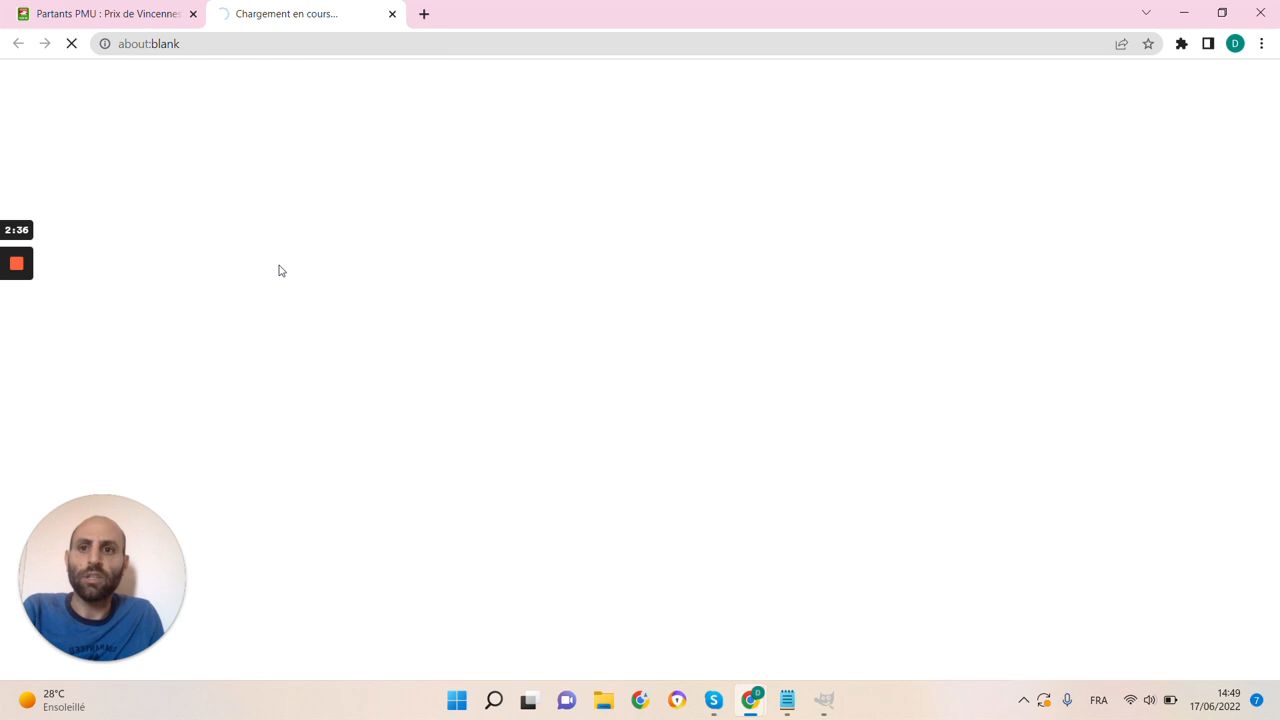 Partants PMU : Prix de Vincennes
Chargement en cours...
about:blank
D
2:36
28°C
Ensoleillé
D
FRA
14:49
17/06/2022
7